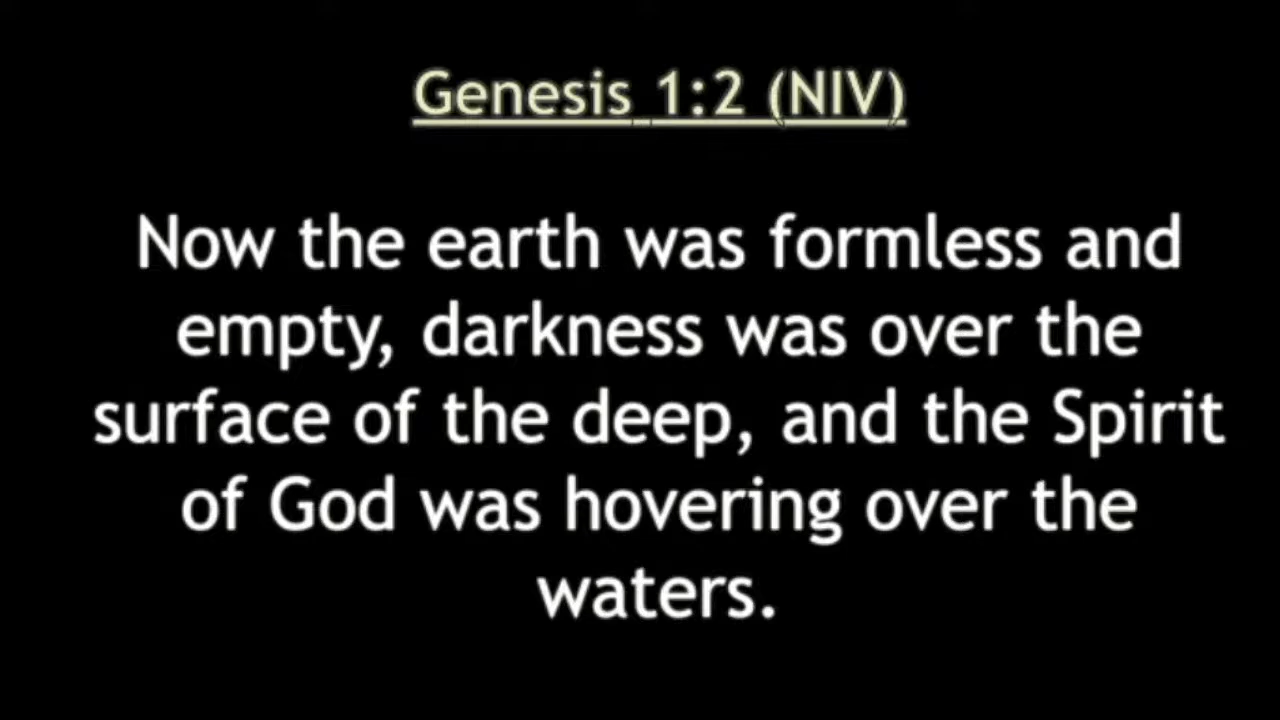 Genesis 1:2 (NIV)
Now the earth was formless and
empty, darkness was over the
surface of the deep, and the Spirit
of God was hovering over the
waters.